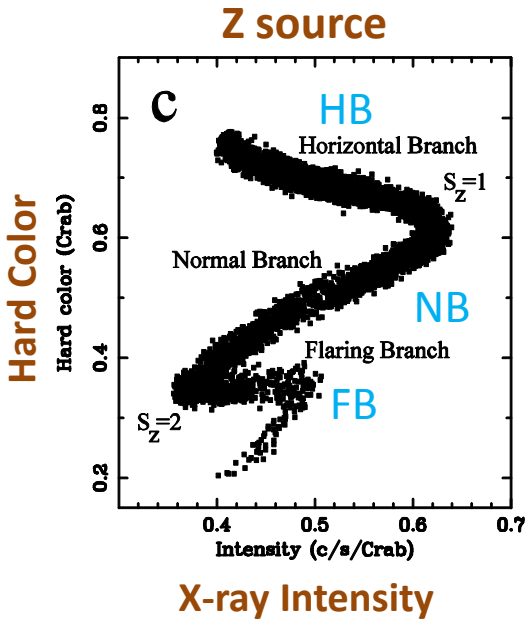 Z source
C
HB
Horizontal Branch
S_z=1
Normal Branch
NB
Flaring Branch
FB
S_z=2
Hard Color
Hard color (Crab)
0.8
0.6
0.4
0.2
0.4 0.5 0.6 0.7
Intensity (c/s/Crab)
X-ray Intensity